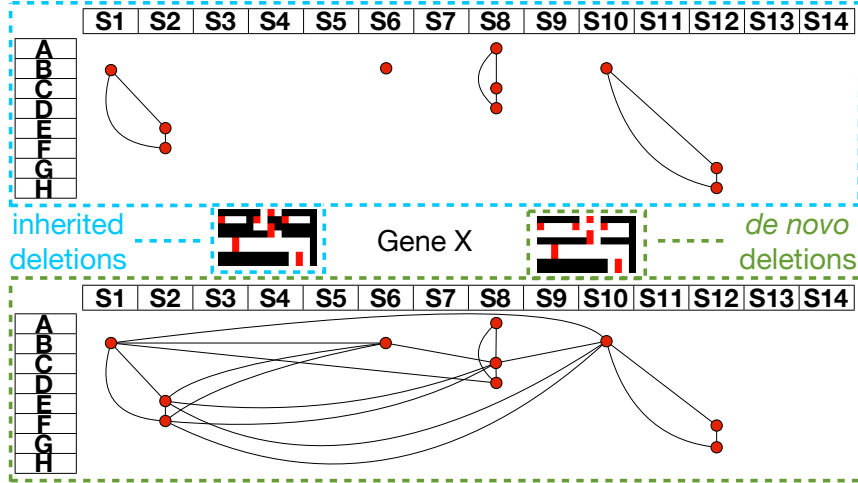 S1 S2 S3 S4 S5 S6 S7 S8 S9 S10 S11 S12 S13 S14
A
B
C
D
E
F
G
H
inherited deletions
Gene X
de novo deletions
S1 S2 S3 S4 S5 S6 S7 S8 S9 S10 S11 S12 S13 S14
A
B
C
D
E
F
G
H